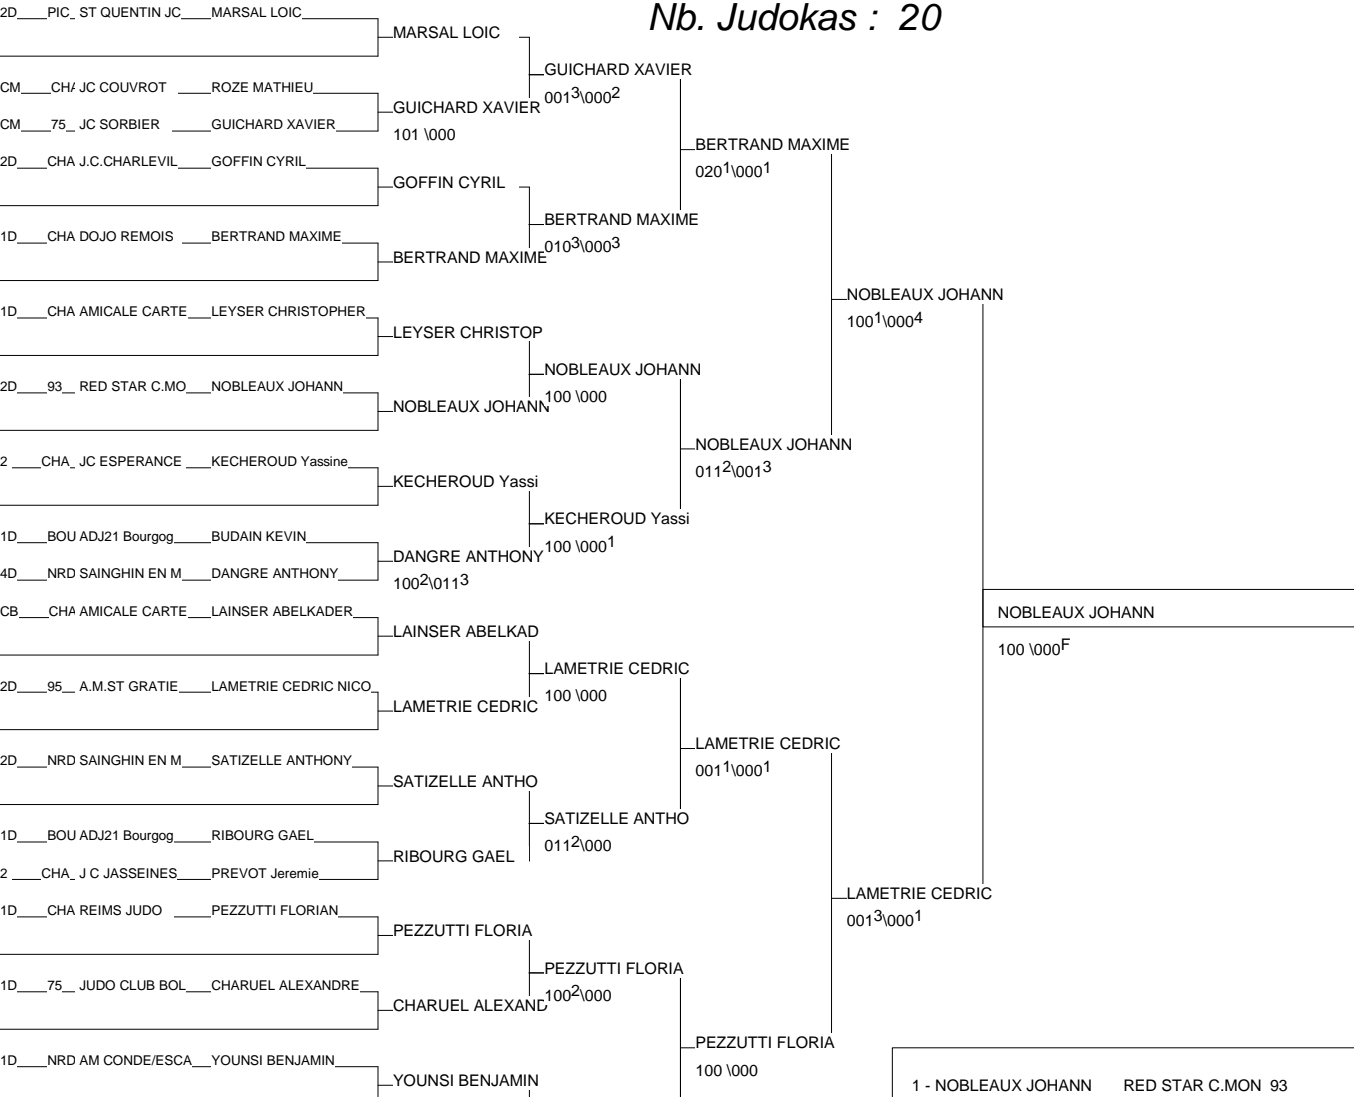 Nb. Judokas : 20
2D PIC_ ST QUENTIN JC MARSAL LOIC
MARSAL LOIC
GUICHARD XAVIER
0013\0002
CM CHA JC COUVROT ROZE MATHIEU
GUICHARD XAVIER
101 \000
CM 75_ JC SORBIER GUICHARD XAVIER
BERTRAND MAXIME
0201\0001
2D CHA J.C.CHARLEVIL GOFFIN CYRIL
GOFFIN CYRIL
BERTRAND MAXIME
0103\0003
1D CHA DOJO REMOIS BERTRAND MAXIME
BERTRAND MAXIME
NOBLEAUX JOHANN
1001\0004
1D CHA AMICALE CARTE LEYSER CHRISTOPHER
LEYSER CHRISTOP
NOBLEAUX JOHANN
100 \000
2D 93_ RED STAR C.MO NOBLEAUX JOHANN
NOBLEAUX JOHANN
NOBLEAUX JOHANN
0112\0013
2 CHA_ JC ESPERANCE KECHEROUD Yassine
KECHEROUD Yassi
KECHEROUD Yassi
100 \0001
1D BOU ADJ21 Bourgog BUDAIN KEVIN
DANGRE ANTHONY
1002\0113
4D NRD SAINGHIN EN M DANGRE ANTHONY
NOBLEAUX JOHANN
100 \000F
CB CHA AMICALE CARTE LAINSER ABELKADER
LAINSER ABELKAD
LAMETRIE CEDRIC
100 \000
2D 95_ A.M.ST GRATIE LAMETRIE CEDRIC NICO
LAMETRIE CEDRIC
LAMETRIE CEDRIC
0011\0001
2D NRD SAINGHIN EN M SATIZELLE ANTHONY
SATIZELLE ANTHO
SATIZELLE ANTHO
0112\000
1D BOU ADJ21 Bourgog RIBOURG GAEL
RIBOURG GAEL
2 CHA_ J C JASSEINES PREVOT Jeremie
LAMETRIE CEDRIC
0013\0001
1D CHA REIMS JUDO PEZZUTTI FLORIAN
PEZZUTTI FLORIA
PEZZUTTI FLORIA
1002\000
1D 75_ JUDO CLUB BOL CHARUEL ALEXANDRE
CHARUEL ALEXAND
PEZZUTTI FLORIA
100 \000
1D NRD AM CONDE/ESCA YOUNSI BENJAMIN
YOUNSI BENJAMIN
1 - NOBLEAUX JOHANN RED STAR C.MON 93